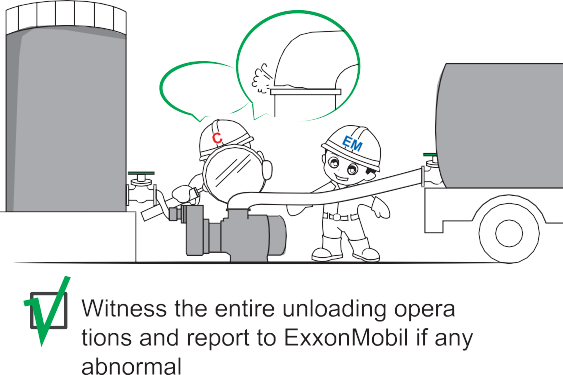 C
EM
Witness the entire unloading opera
tions and report to ExxonMobil if any
abnormal